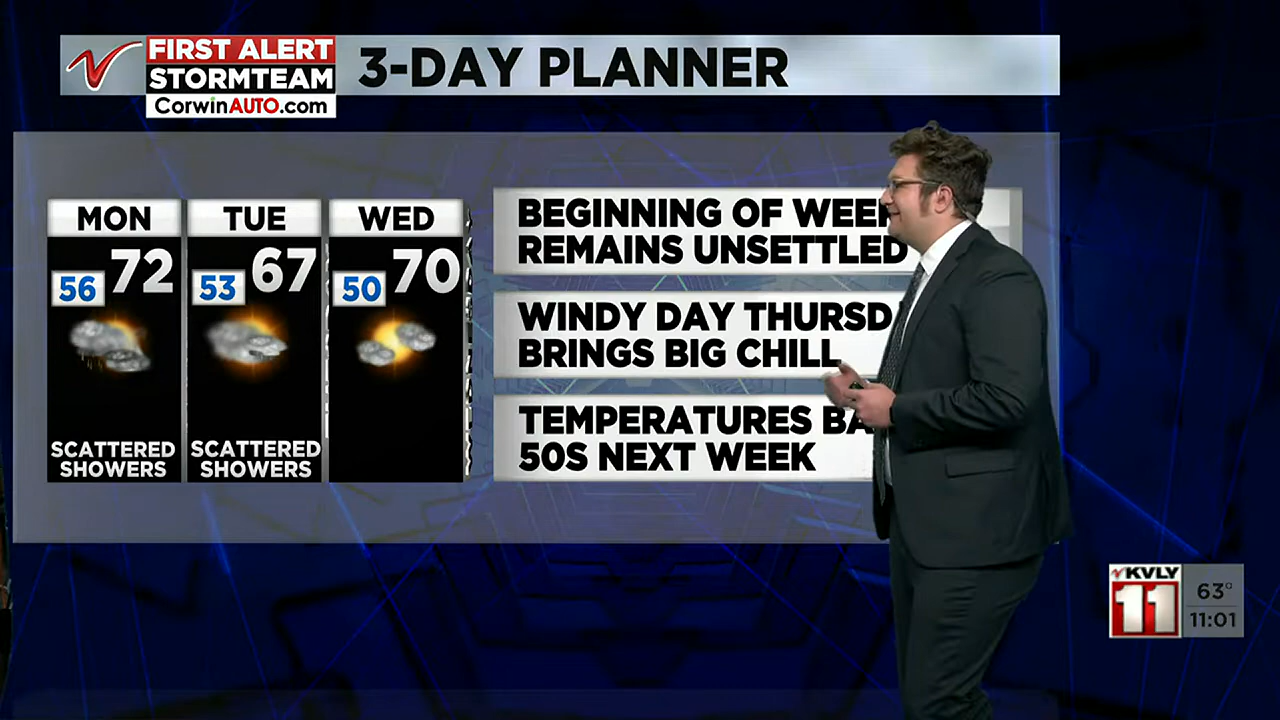 FIRST ALERT
STORMTEAM
CorwinAUTO.com
3-DAY PLANNER
MON
TUE
WED
56 72
53 67
50 70
SCATTERED
SHOWERS
SCATTERED
SHOWERS
BEGINNING OF WEEK
REMAINS UNSETTLED
WINDY DAY THURSD
BRINGS BIG CHILL
TEMPERATURES BA
50S NEXT WEEK
KVLY
11
63°
11:01